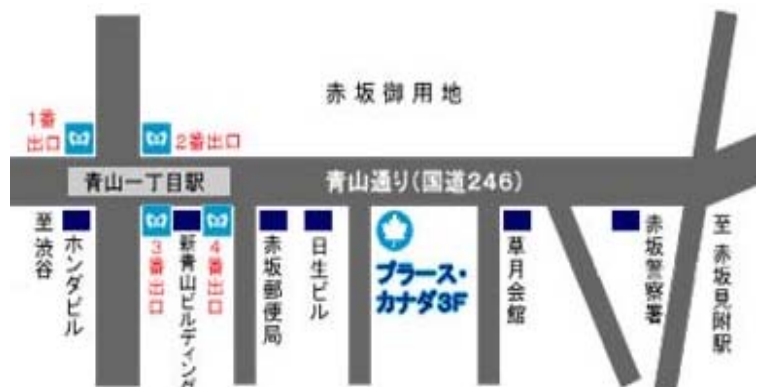 赤坂御用地
1番
出口
2番出口
青山一丁目駅
青山通り(国道246)
至 渋谷
ホンダビル
3番出口
新青山ビルディング
4番出口
赤坂郵便局
日生ビル
プラース・
カナダ3F
草月会館
赤坂警察署
至 赤坂見附駅